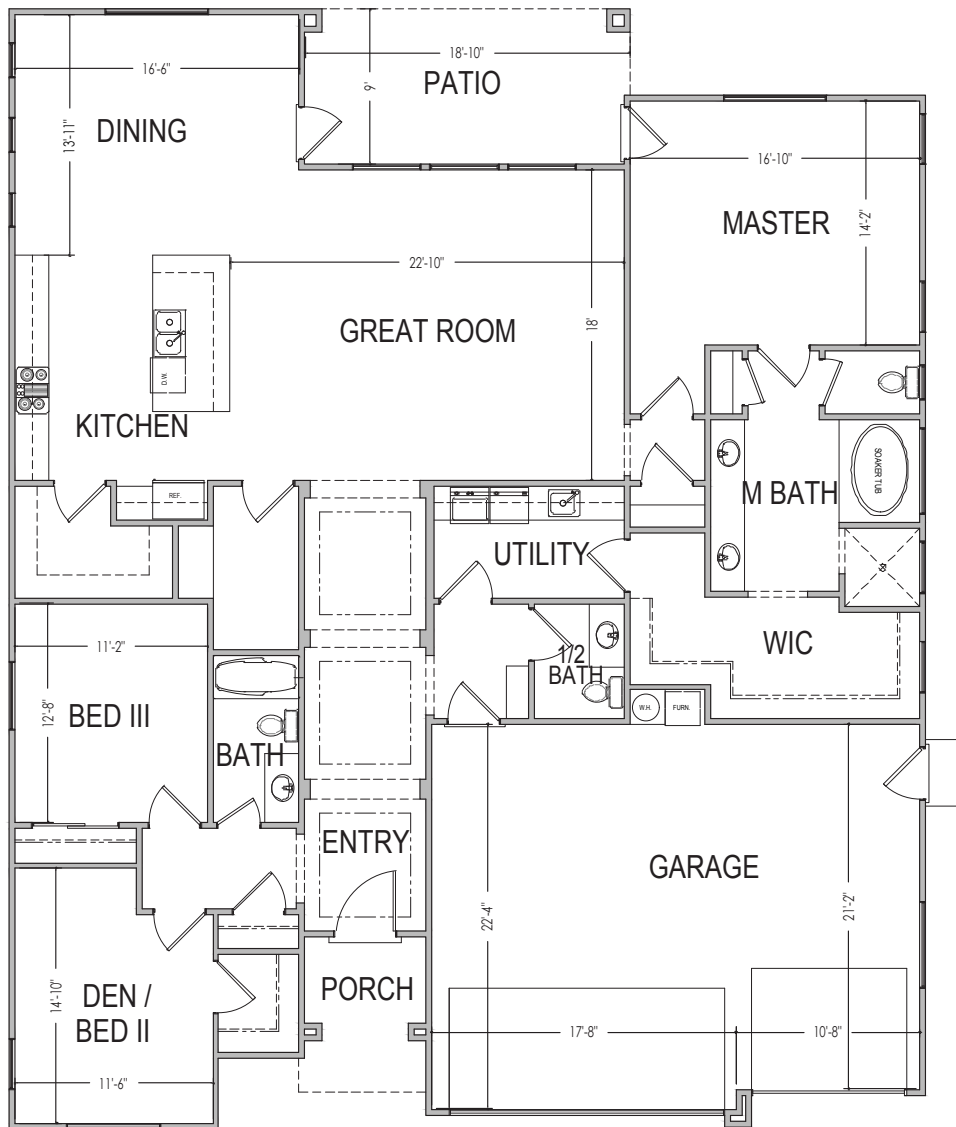 18'-10"
16'-6"
9'
PATIO
DINING
13'-11"
16'-10"
MASTER
14'-2"
22'-10"
GREAT ROOM
18'
D.W.
KITCHEN
SOAKER TUB
M BATH
REF.
UTILITY
11'-2"
12'-8"
BED III
1/2
BATH
WIC
W.H.
FURN.
BATH
ENTRY
GARAGE
22'-4"
21'-2"
14'-10"
DEN /
BED II
PORCH
17'-8"
10'-8"
11'-6"